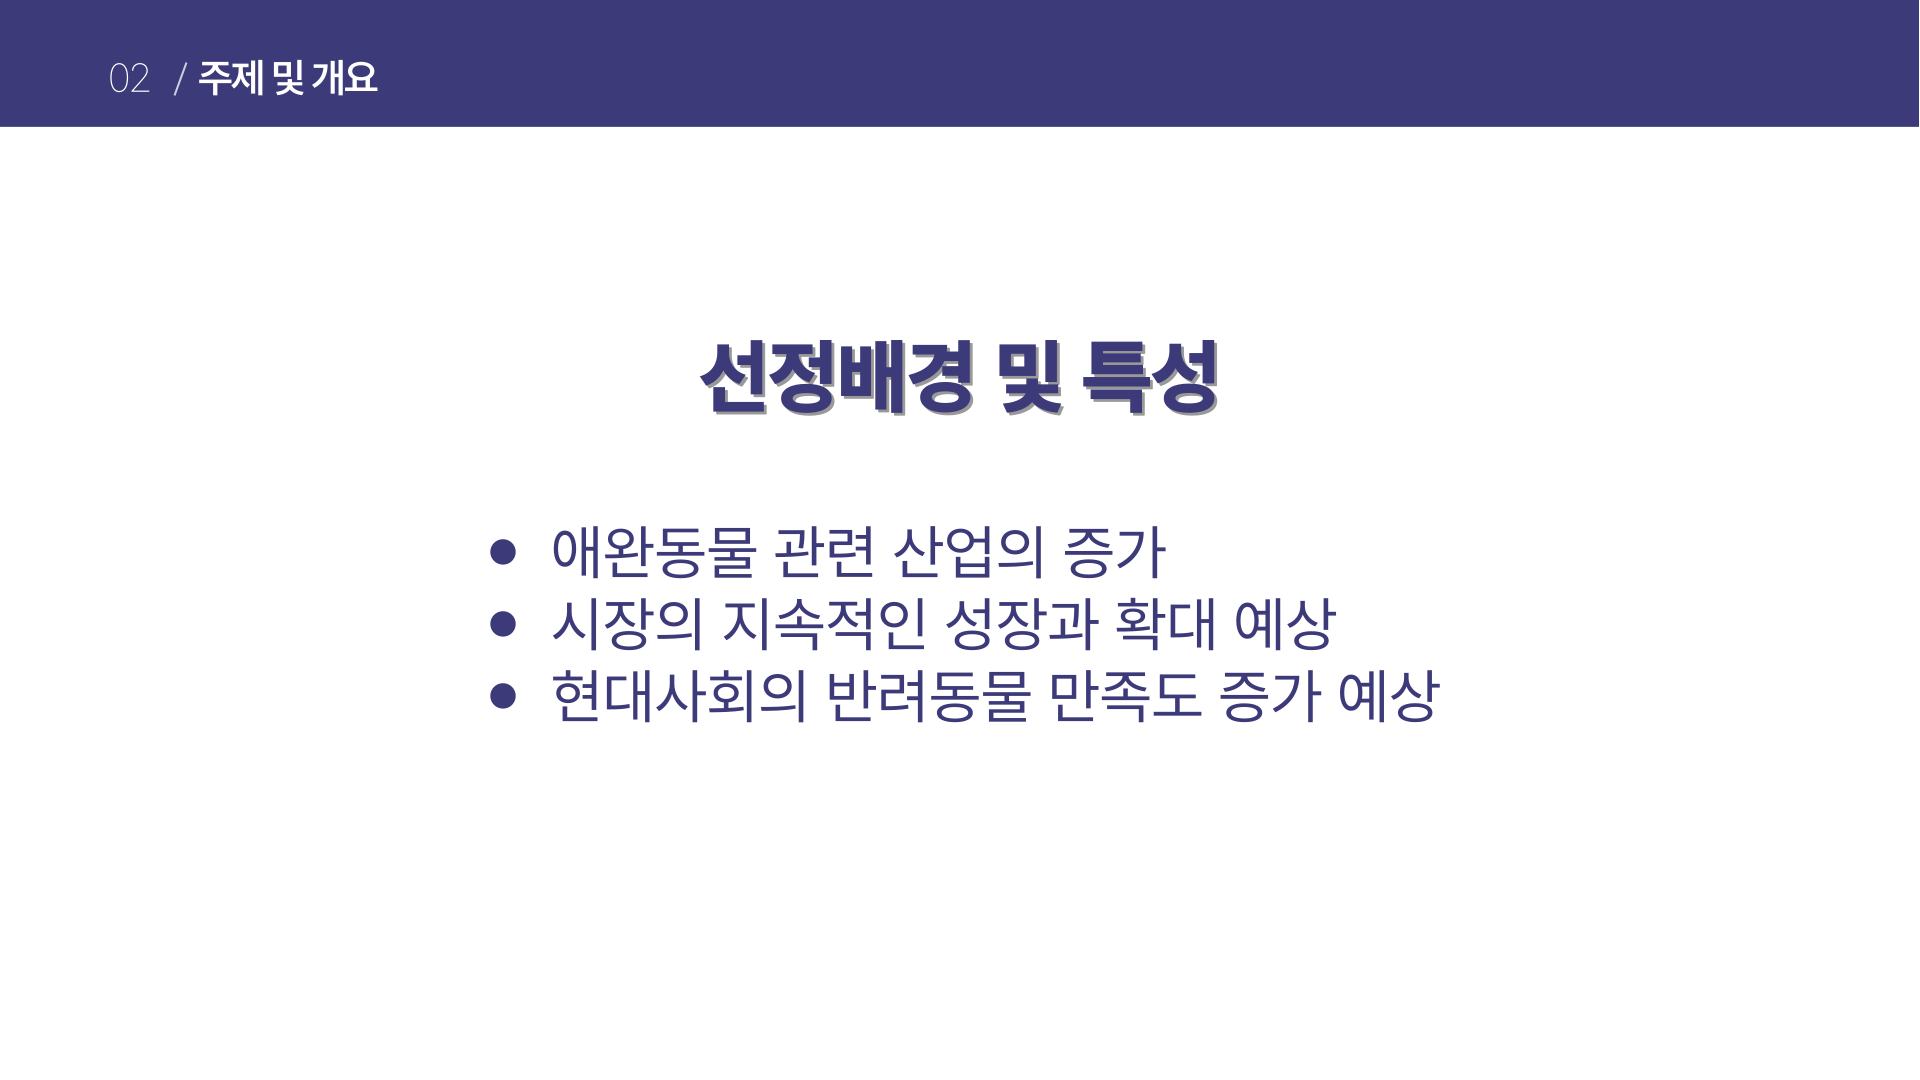 02 / 주제 및 개요
선정배경 및 특성
● 애완동물 관련 산업의 증가
● 시장의 지속적인 성장과 확대 예상
● 현대사회의 반려동물 만족도 증가 예상